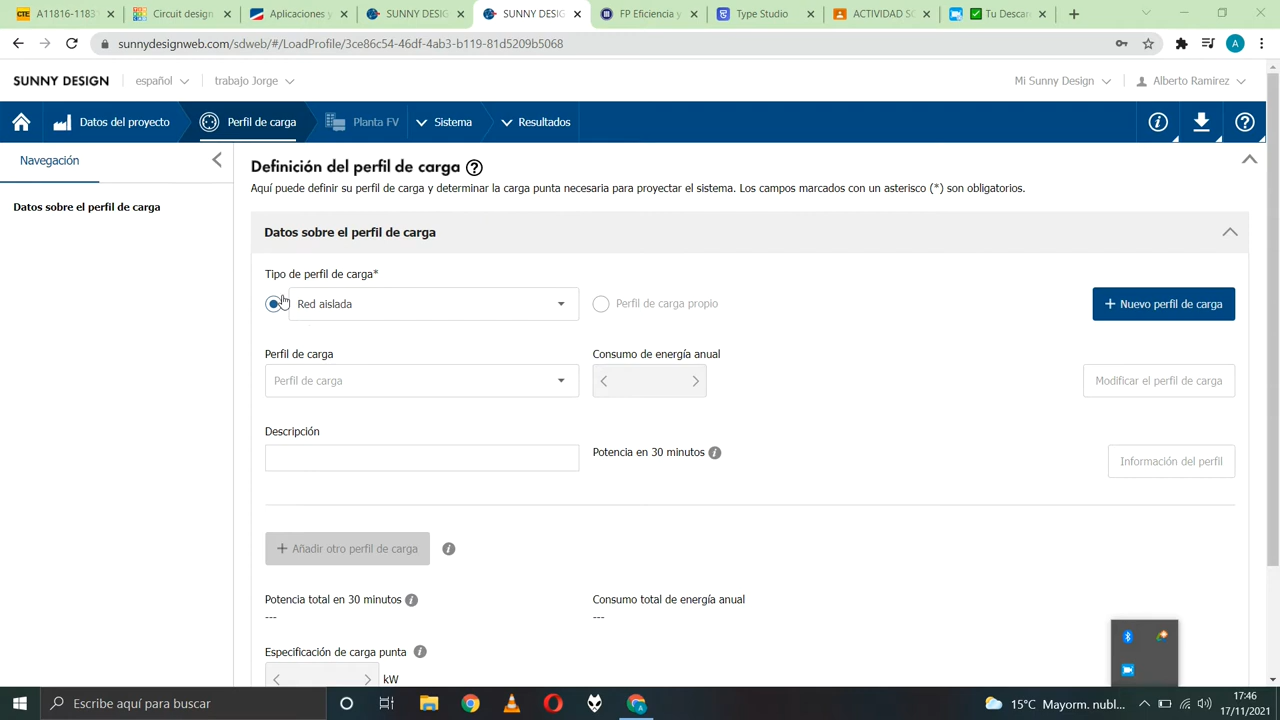 A11816-1183
Circuit design
Aplicaciones y
SUNNY DESIG
SUNNY DESIG
FP Eficiencia y
Type Studio
ACTIVIDAD SO
Tu Descar
sunnydesignweb.com/sdweb/#/LoadProfile/3ce86c54-46df-4ab3-b119-81d5209b5068
A
SUNNY DESIGN
español
trabajo Jorge
Mi Sunny Design
Alberto Ramirez
Datos del proyecto
Perfil de carga
Planta FV
Sistema
Resultados
Navegación
Datos sobre el perfil de carga
Definición del perfil de carga
Aquí puede definir su perfil de carga y determinar la carga punta necesaria para proyectar el sistema. Los campos marcados con un asterisco (*) son obligatorios.
Datos sobre el perfil de carga
Tipo de perfil de carga*
Red aislada
Perfil de carga propio
+ Nuevo perfil de carga
Perfil de carga
Consumo de energía anual
Perfil de carga
Modificar el perfil de carga
Descripción
Potencia en 30 minutos
Información del perfil
+ Añadir otro perfil de carga
Potencia total en 30 minutos
Consumo total de energía anual
---
---
Especificación de carga punta
kW
Escribe aquí para buscar
15°C Mayorm. nubl...
17:46
17/11/2021